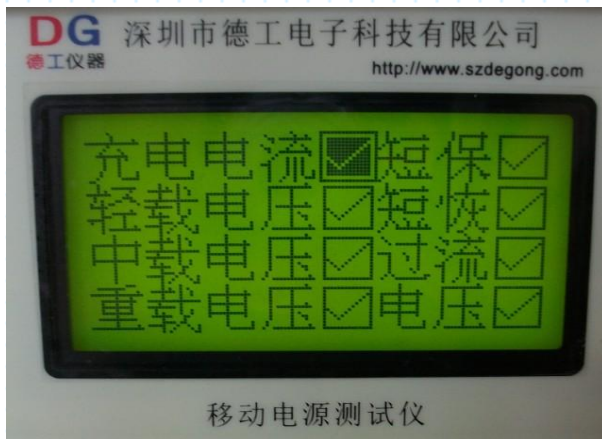 DG 深圳市德工电子科技有限公司
德工仪器 http://www.szdegong.com
充电电流☑短保☑
轻载电压☑短恢☑
中载电压☑过流☑
重载电压☑电压☑
移动电源测试仪